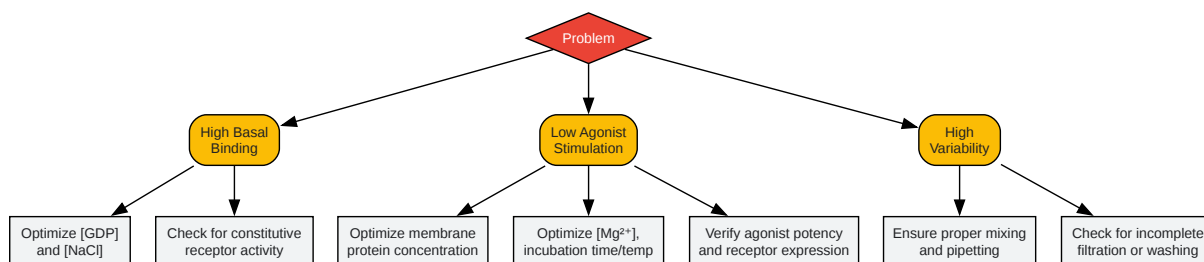 Problem
High Basal
Binding
Low Agonist
Stimulation
High
Variability
Optimize [GDP]
and [NaCl]
Check for constitutive
receptor activity
Optimize membrane
protein concentration
Optimize [Mg²⁺],
incubation time/temp
Verify agonist potency
and receptor expression
Ensure proper mixing
and pipetting
Check for incomplete
filtration or washing